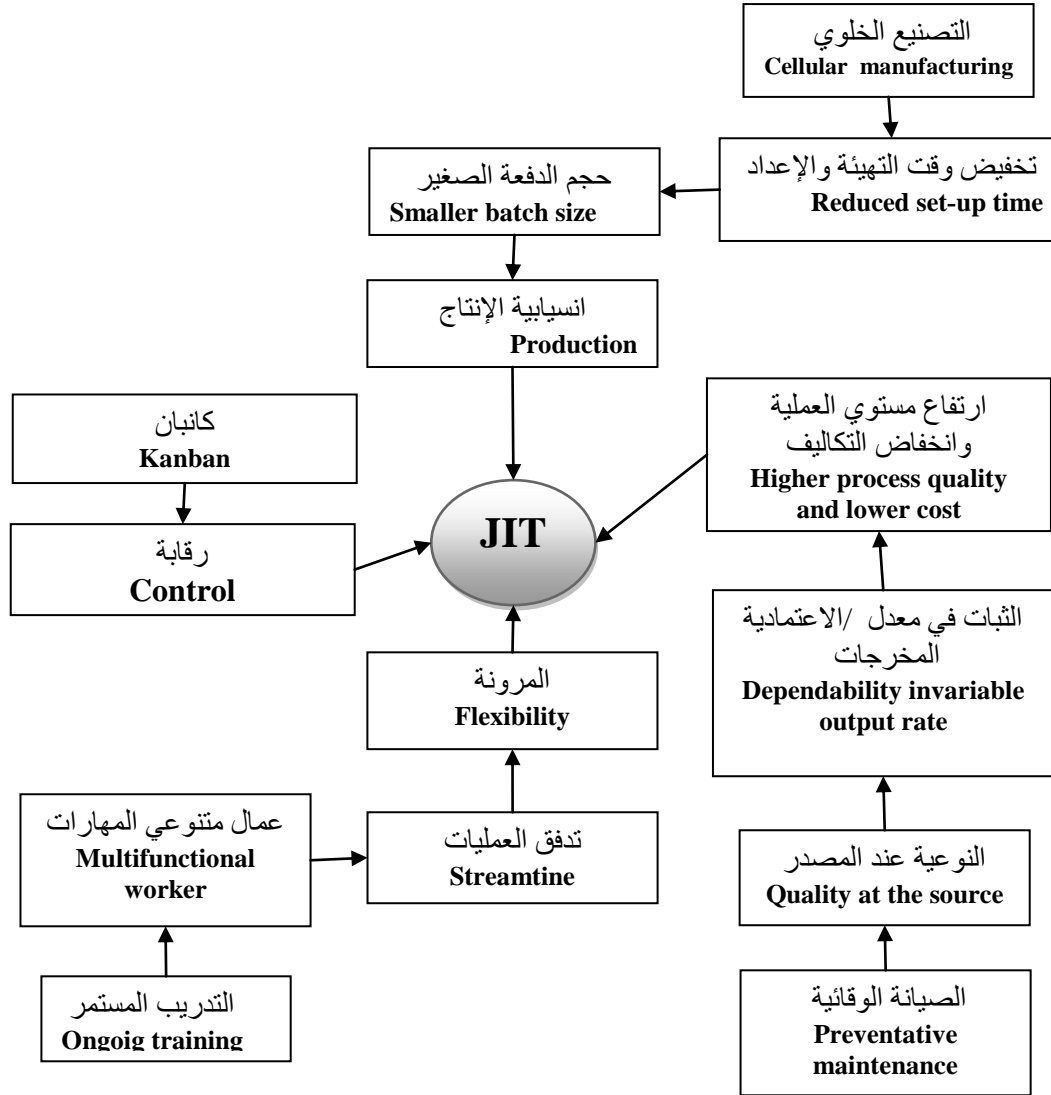 التصنيع الخلوي
Cellular manufacturing
تخفيض وقت التهيئة والإعداد
Reduced set-up time
حجم الدفعة الصغير
Smaller batch size
انسيابية الإنتاج
Production
كانبان
Kanban
رقابة
Control
JIT
ارتفاع مستوي العملية
وانخفاض التكاليف
Higher process quality
and lower cost
الثبات في معدل /الاعتمادية
المخرجات
Dependability invariable
output rate
المرونة
Flexibility
عمال متنوعي المهارات
Multifunctional
worker
تدفق العمليات
Streamtine
النوعية عند المصدر
Quality at the source
التدريب المستمر
Ongoig training
الصيانة الوقائية
Preventative
maintenance